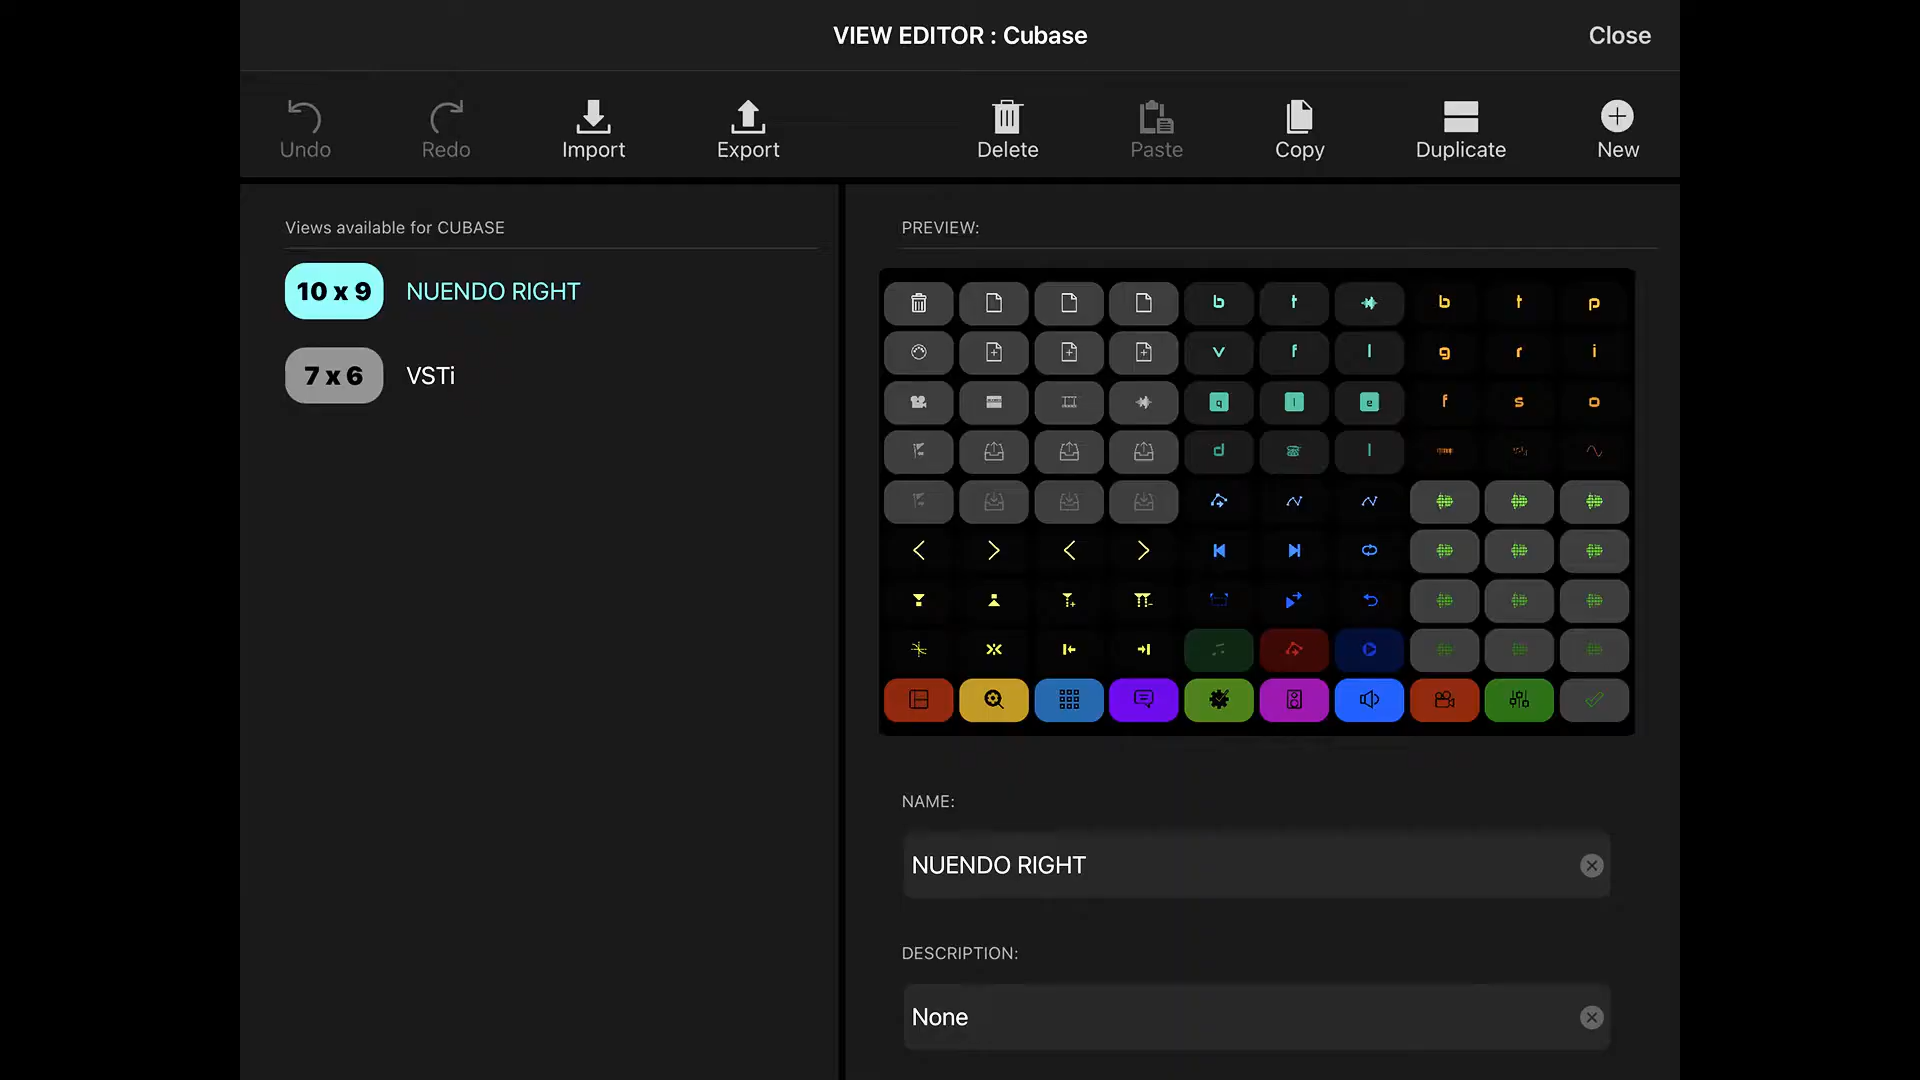 VIEW EDITOR : Cubase
Close
Undo
Redo
Import
Export
Delete
Paste
Copy
Duplicate
New
Views available for CUBASE
PREVIEW:
10 x 9 NUENDO RIGHT
7 x 6 VSTi
b t b t p
v f l g r i
q l e f s o
d l
NAME:
NUENDO RIGHT
DESCRIPTION:
None